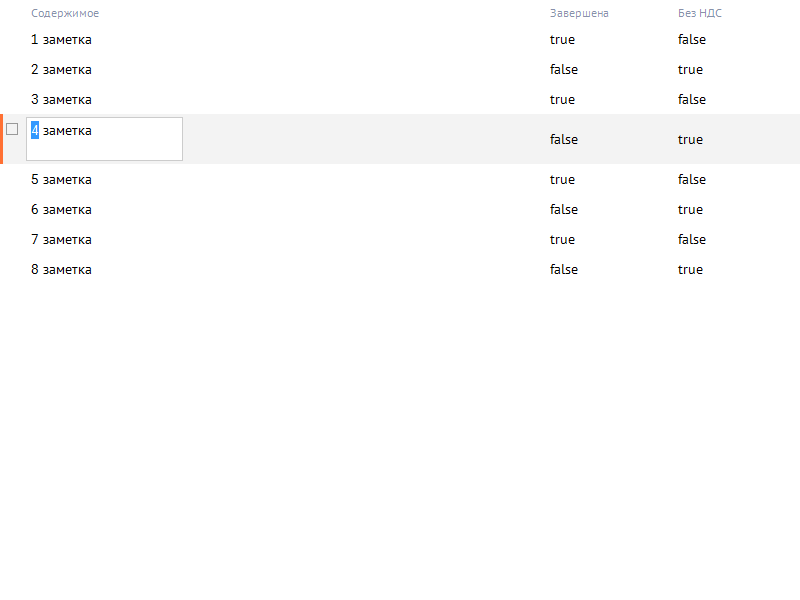 Содержимое Завершена Без НДС
1 заметка true false
2 заметка false true
3 заметка true false
4 заметка false true
5 заметка true false
6 заметка false true
7 заметка true false
8 заметка false true